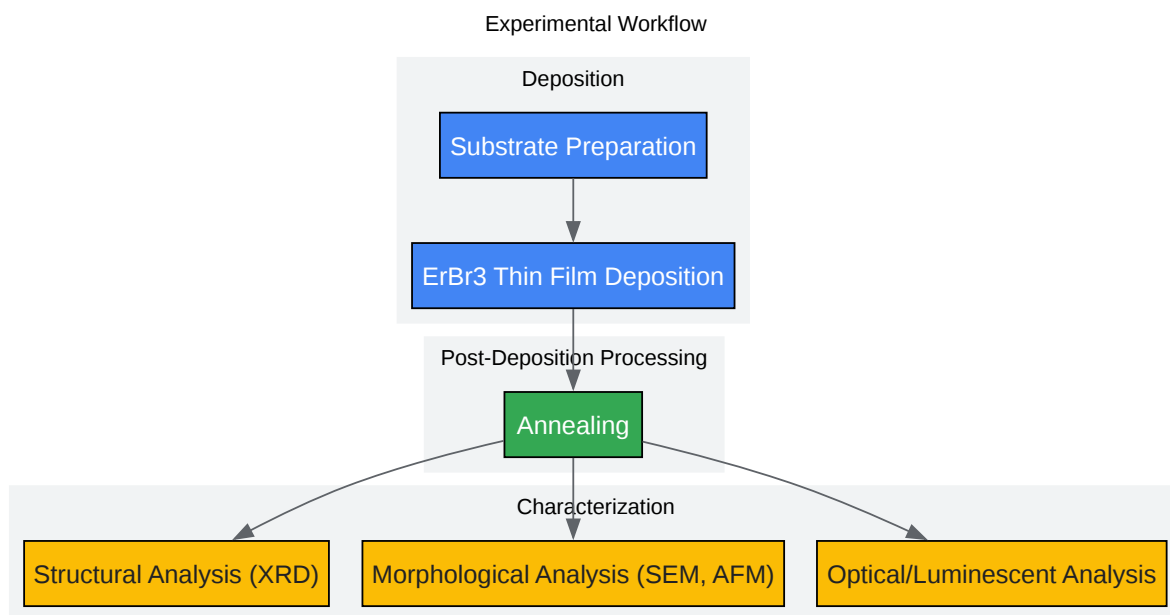 Experimental Workflow
Deposition
Substrate Preparation
ErBr3 Thin Film Deposition
Post-Deposition Processing
Annealing
Characterization
Structural Analysis (XRD)
Morphological Analysis (SEM, AFM)
Optical/Luminescent Analysis